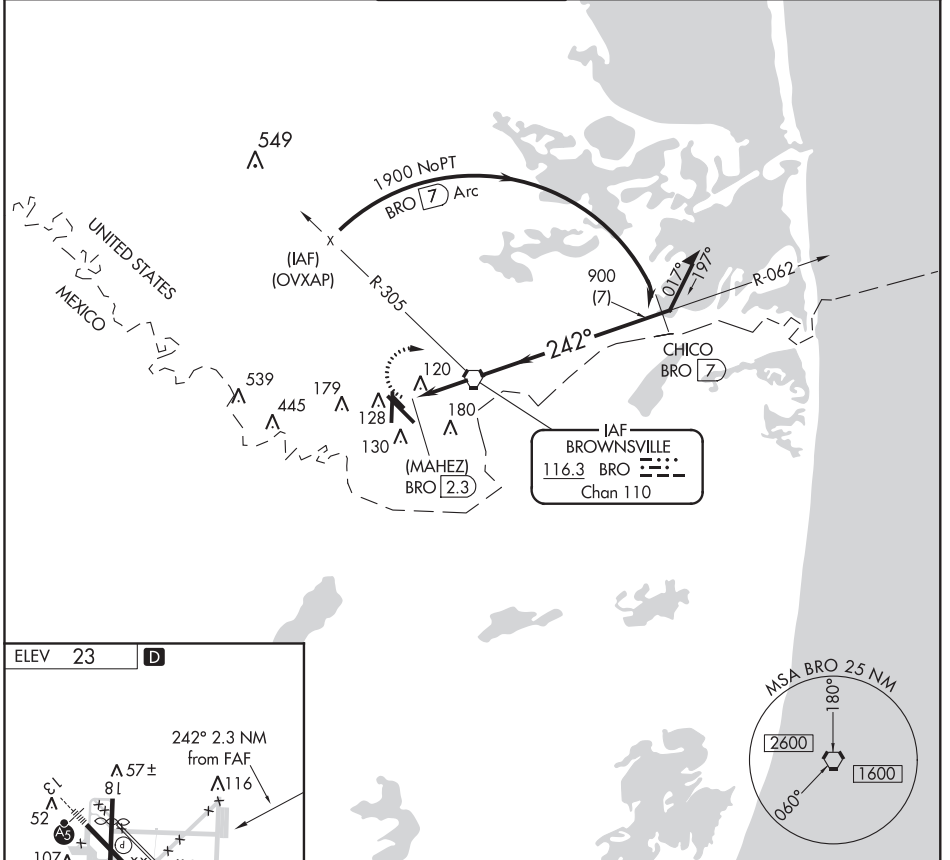 549
1900 NoPT
BRO 7 Arc
UNITED STATES
MEXICO
(IAF)
(OVXAP)
R-305
900
(7)
017°
197°
R-062
242°
CHICO
BRO 7
539
445
179
128
130
120
180
(MAHEZ)
BRO 2.3
IAF
BROWNSVILLE
116.3 BRO
Chan 110
ELEV 23 D
242° 2.3 NM
from FAF
57±
116
13
18
52
A5
P
107
MSA BRO 25 NM
180°
2600
1600
060°